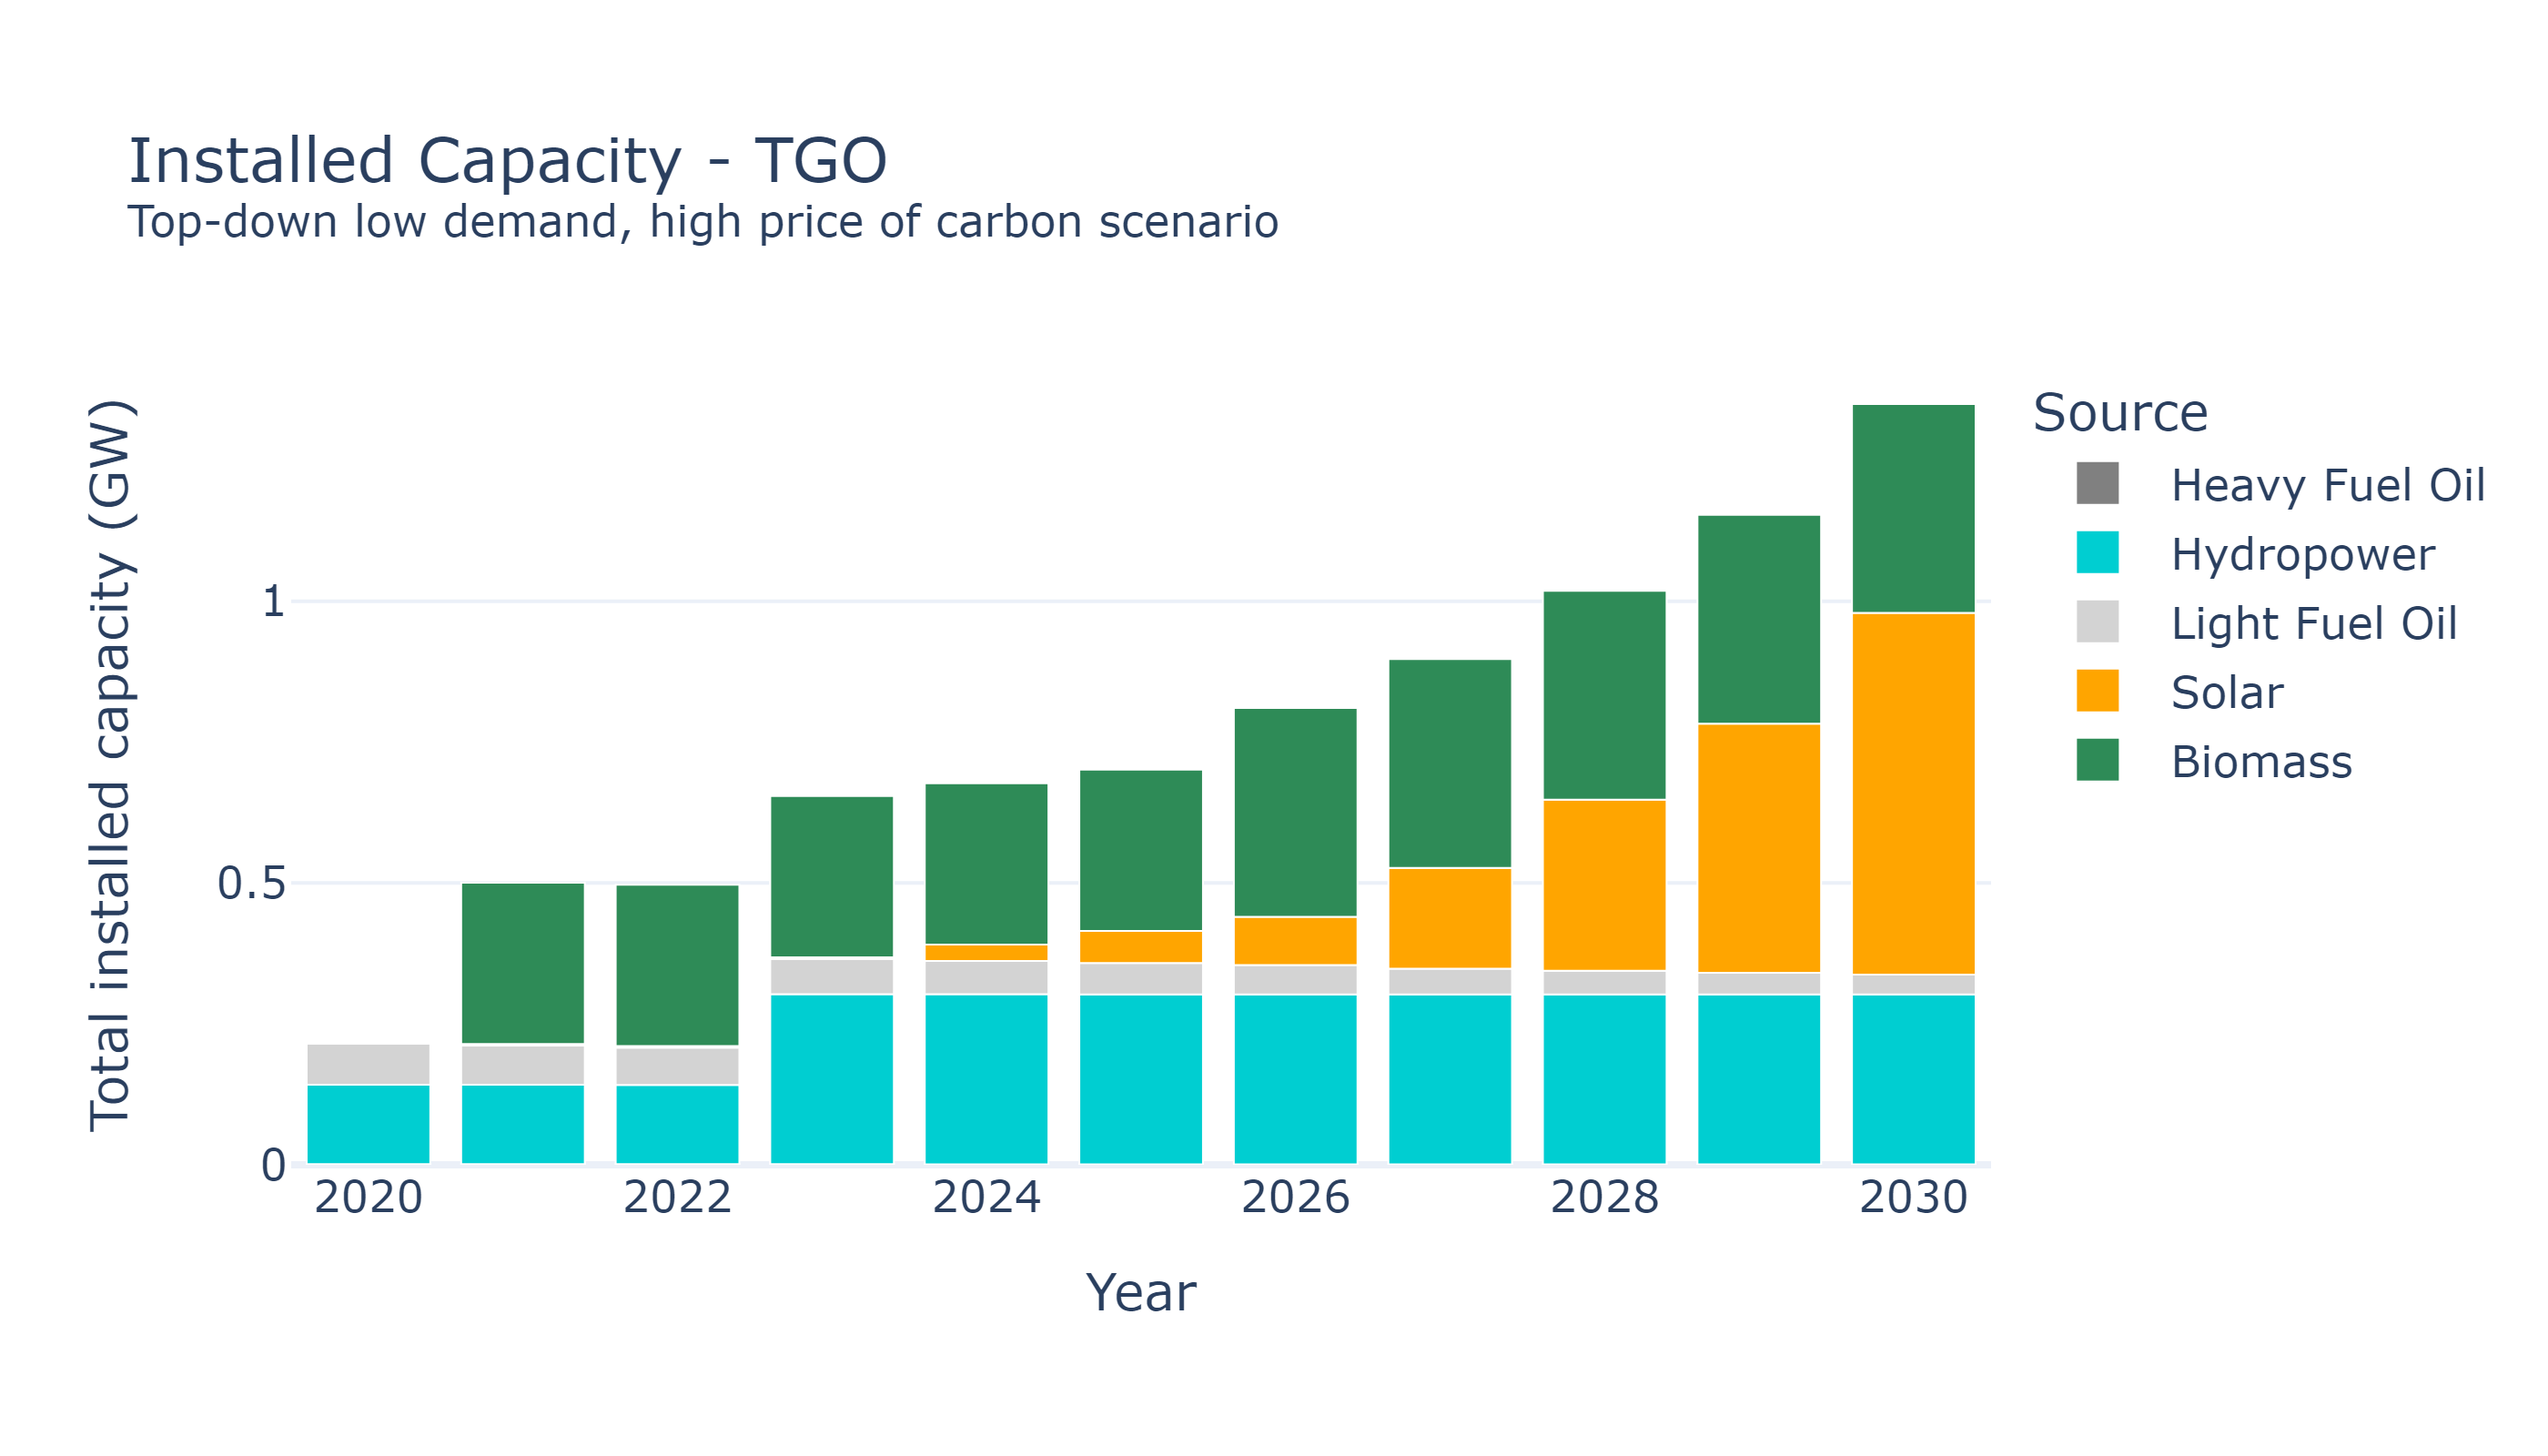 Installed Capacity - TGO
Top-down low demand, high price of carbon scenario
Total installed capacity (GW)
1
0.5
0
2020 2022 2024 2026 2028 2030
Year
Source
Heavy Fuel Oil
Hydropower
Light Fuel Oil
Solar
Biomass